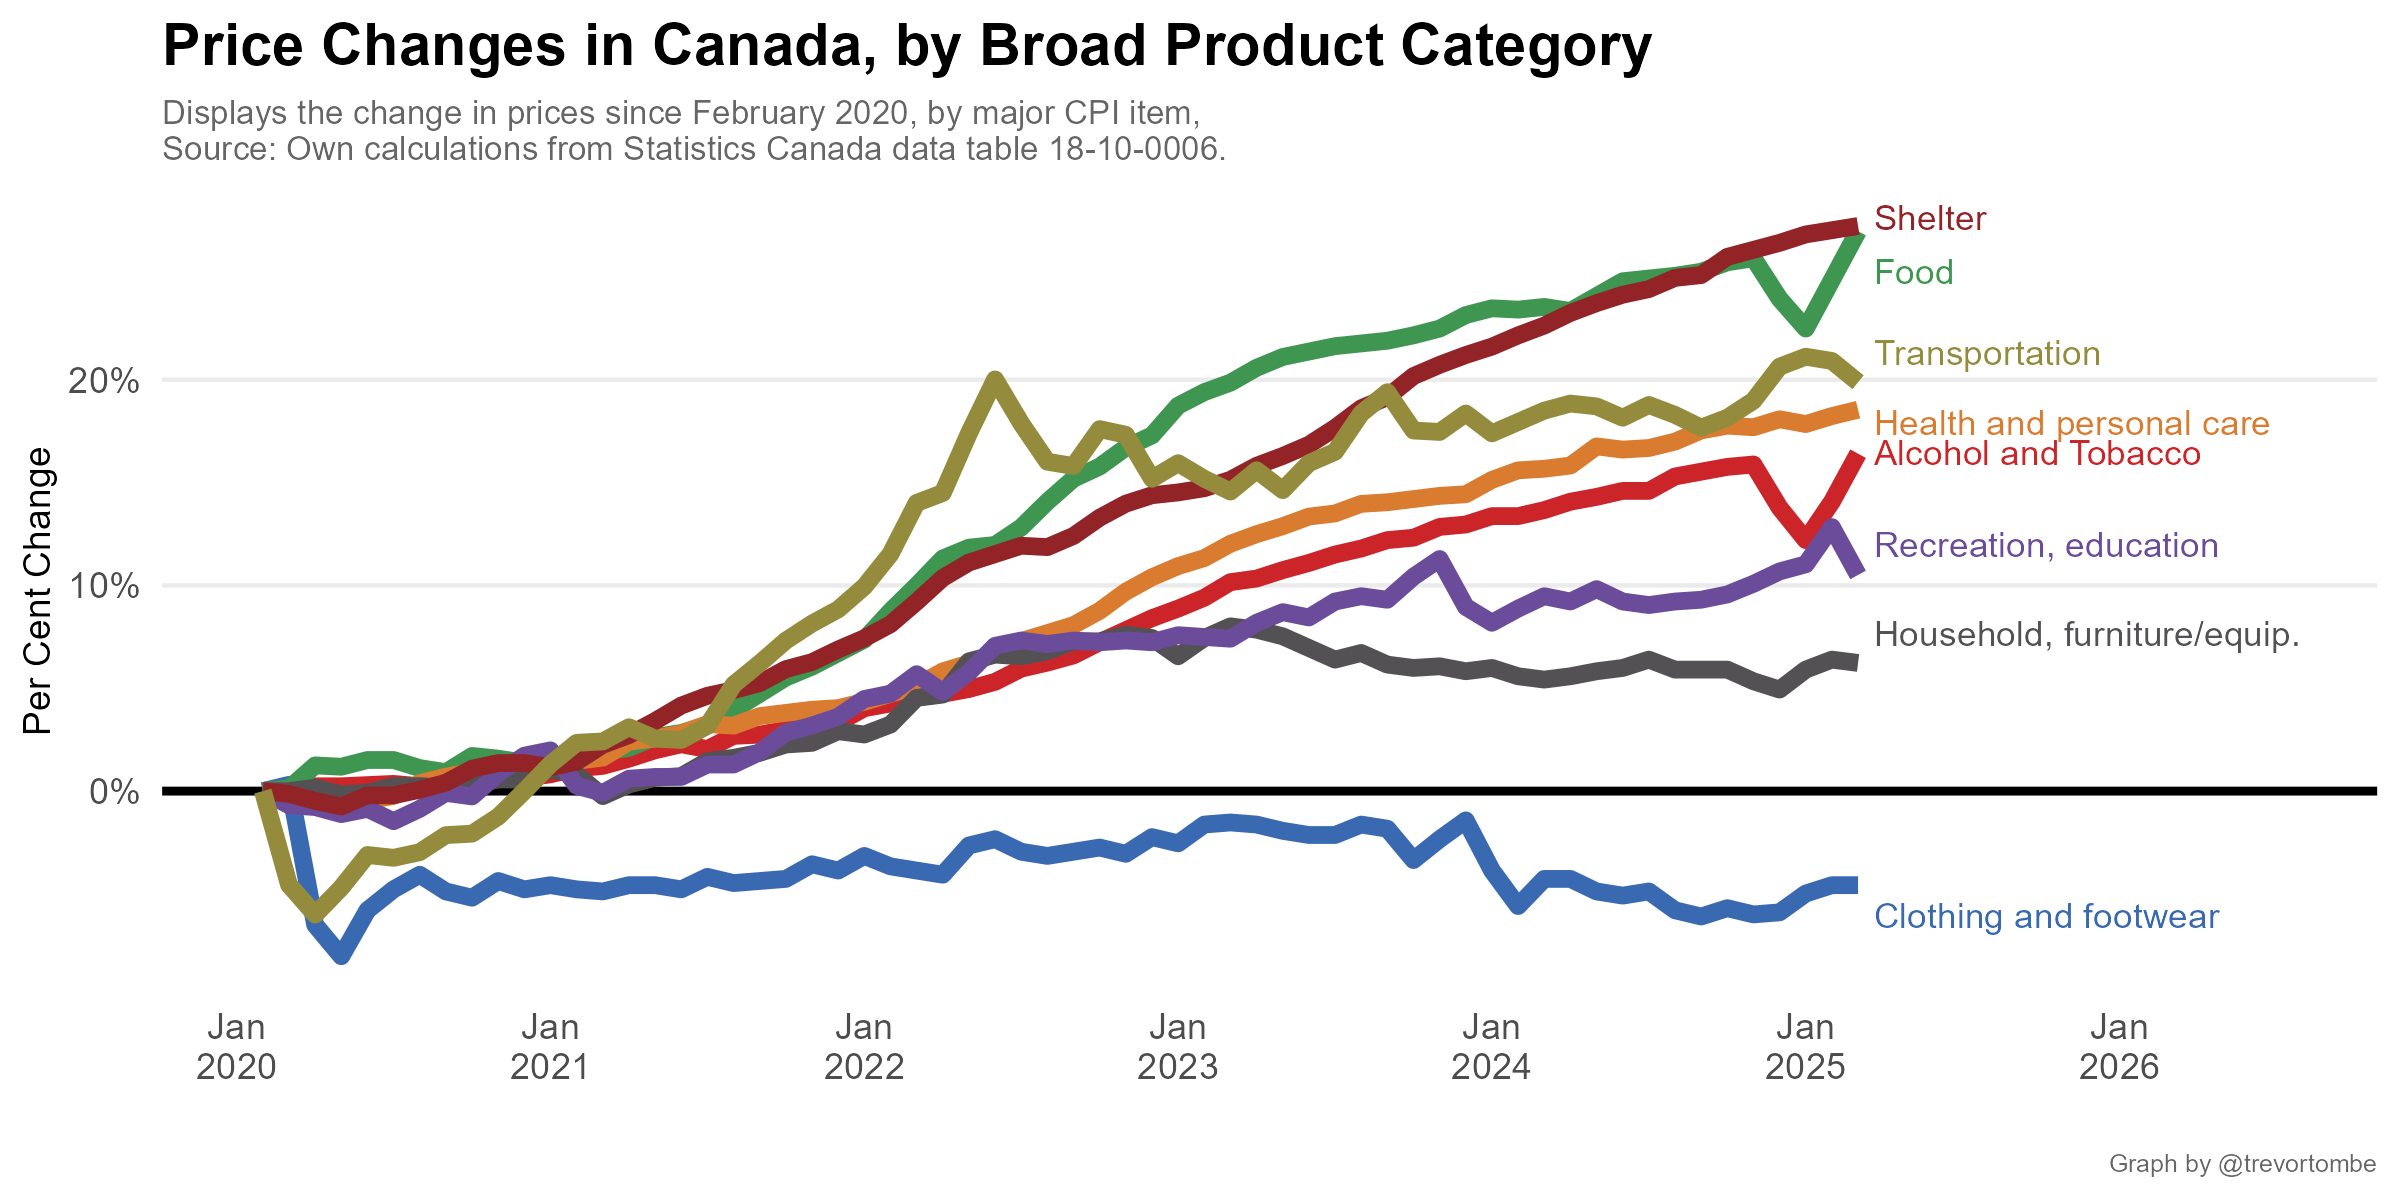 Price Changes in Canada, by Broad Product Category
Displays the change in prices since February 2020, by major CPI item,
Source: Own calculations from Statistics Canada data table 18-10-0006.
Per Cent Change
20%
10%
0%
Shelter
Food
Transportation
Health and personal care
Alcohol and Tobacco
Recreation, education
Household, furniture/equip.
Clothing and footwear
Jan
2020
Jan
2021
Jan
2022
Jan
2023
Jan
2024
Jan
2025
Jan
2026
Graph by @trevortombe